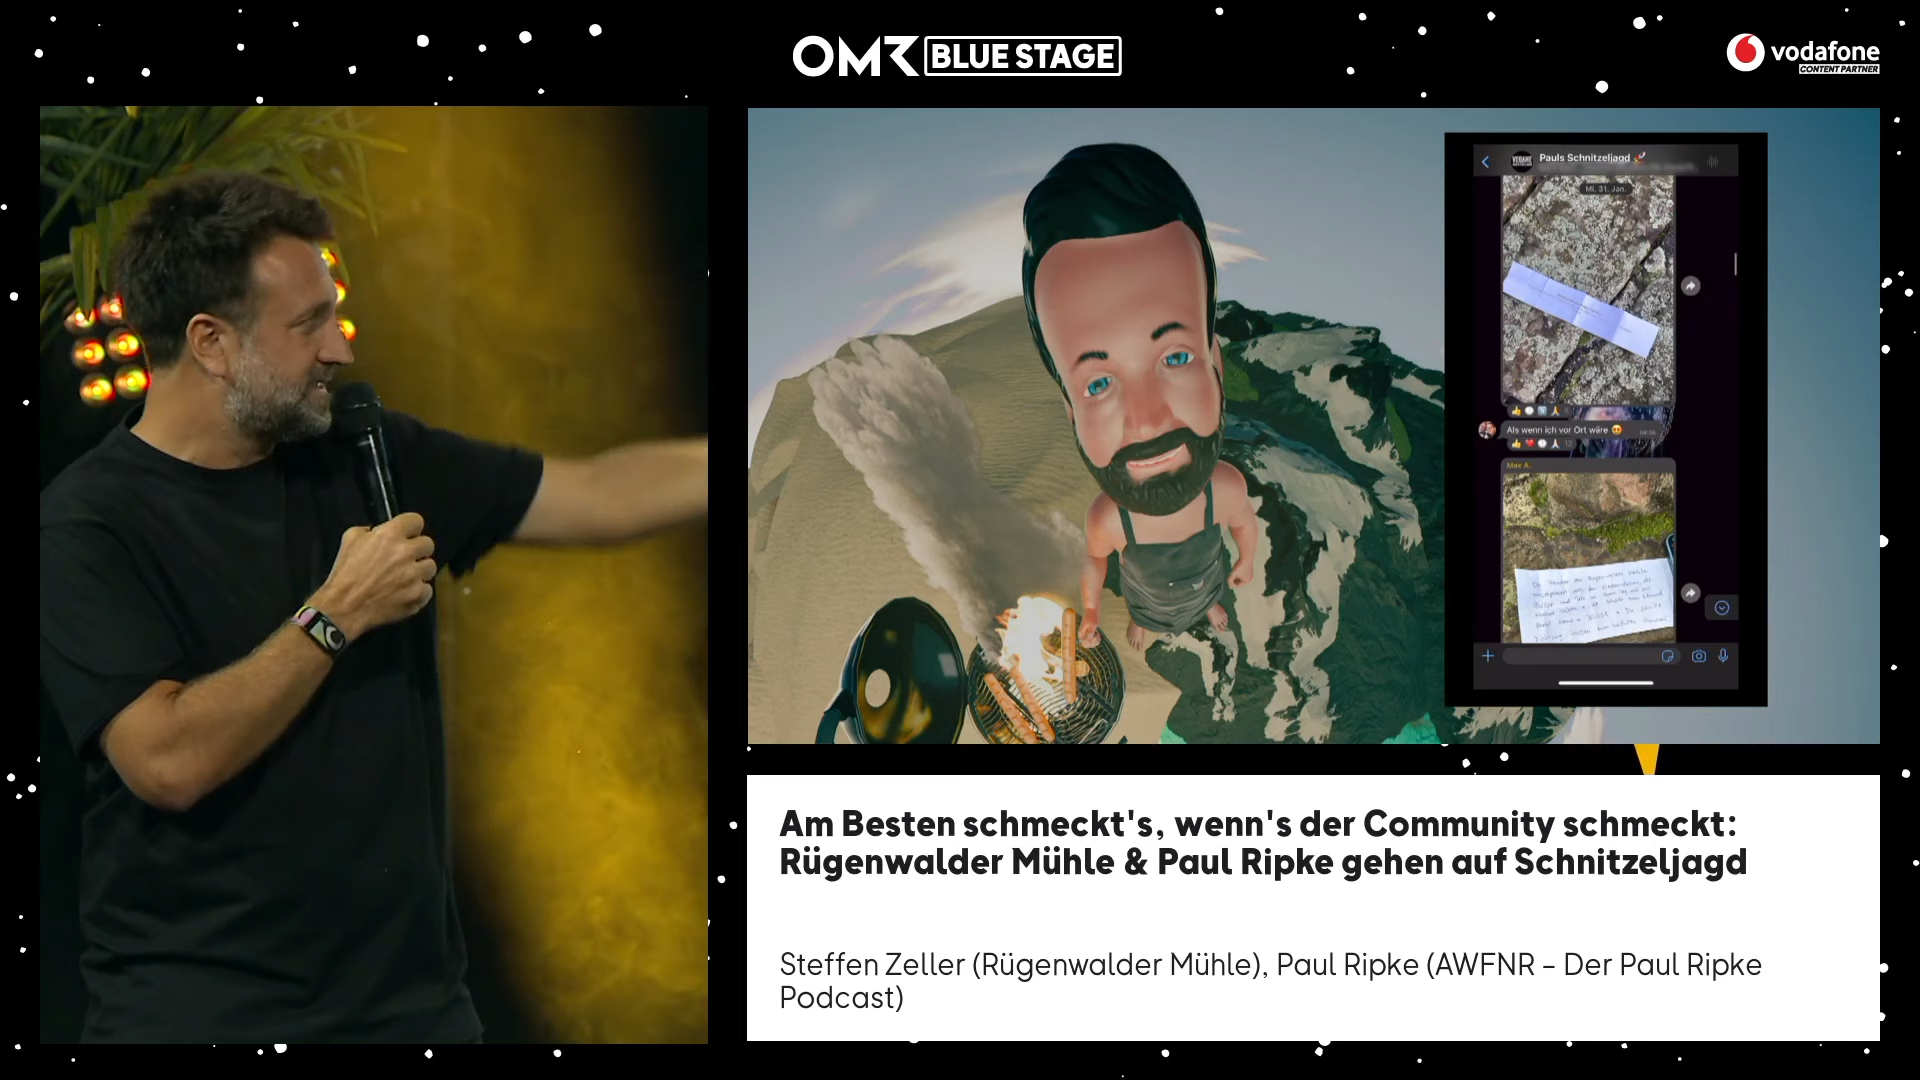 OMR BLUE STAGE
vodafone
CONTENT PARTNER
Pauls Schnitzeljagd 🚀
Mi. 31. Jan.
Als wenn ich vor Ort wäre 😍
Max A.
Am Besten schmeckt's, wenn's der Community schmeckt:
Rügenwalder Mühle & Paul Ripke gehen auf Schnitzeljagd
Steffen Zeller (Rügenwalder Mühle), Paul Ripke (AWFNR – Der Paul Ripke
Podcast)